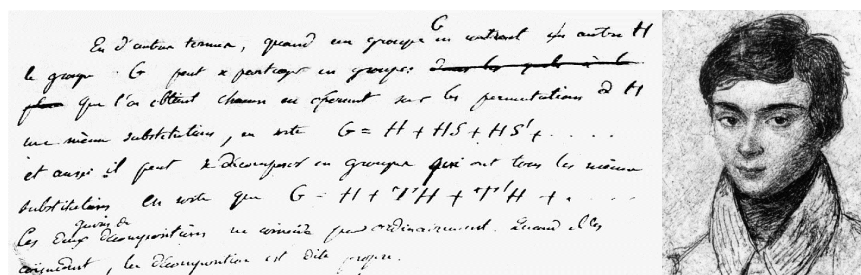 G
En d'autres termes, quand un groupe en contient un autre H
le groupe G peut se partager en groupes
que l'on obtient chacun en opérant sur les permutations de H
une même substitution, en sorte G = H + HS + HS' + . . . .
et aussi il peut se décomposer en groupes qui ont tous les mêmes
substitutions en sorte que G = H + TH + T'H + . . . .
Ces deux genres de décompositions ne coincident pas ordinairement. Quand elles
coincident, la décomposition est dite propre.